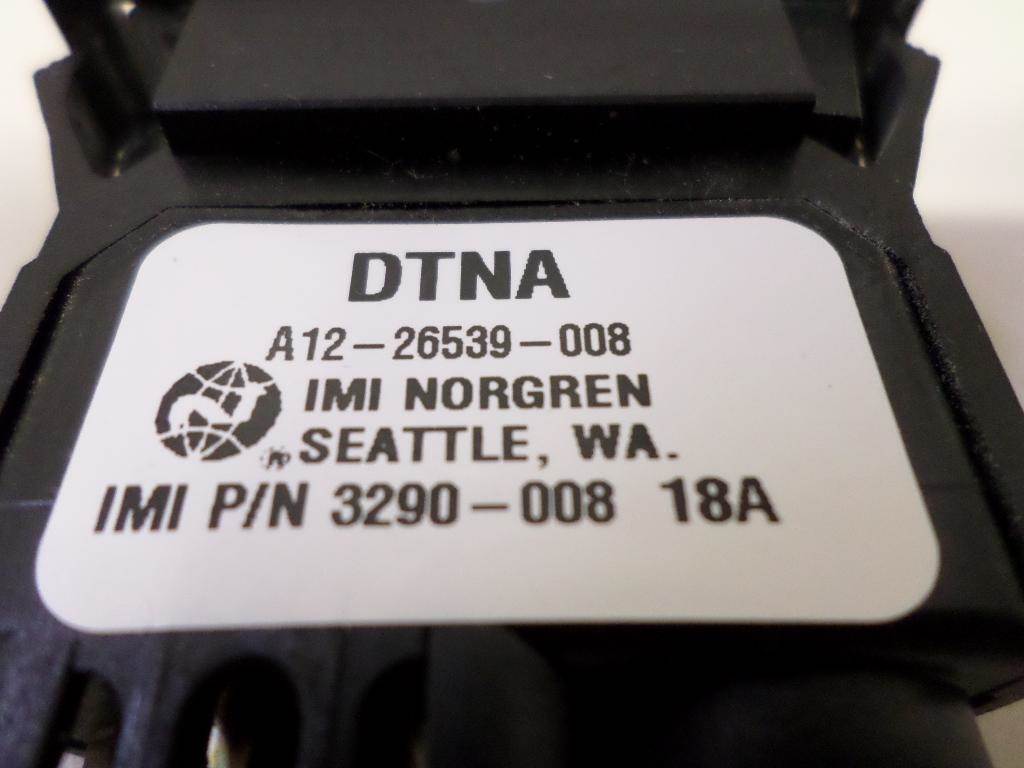 DTNA
A12-26539-008
IMI NORGREN
SEATTLE, WA.
IMI P/N 3290-008 18A